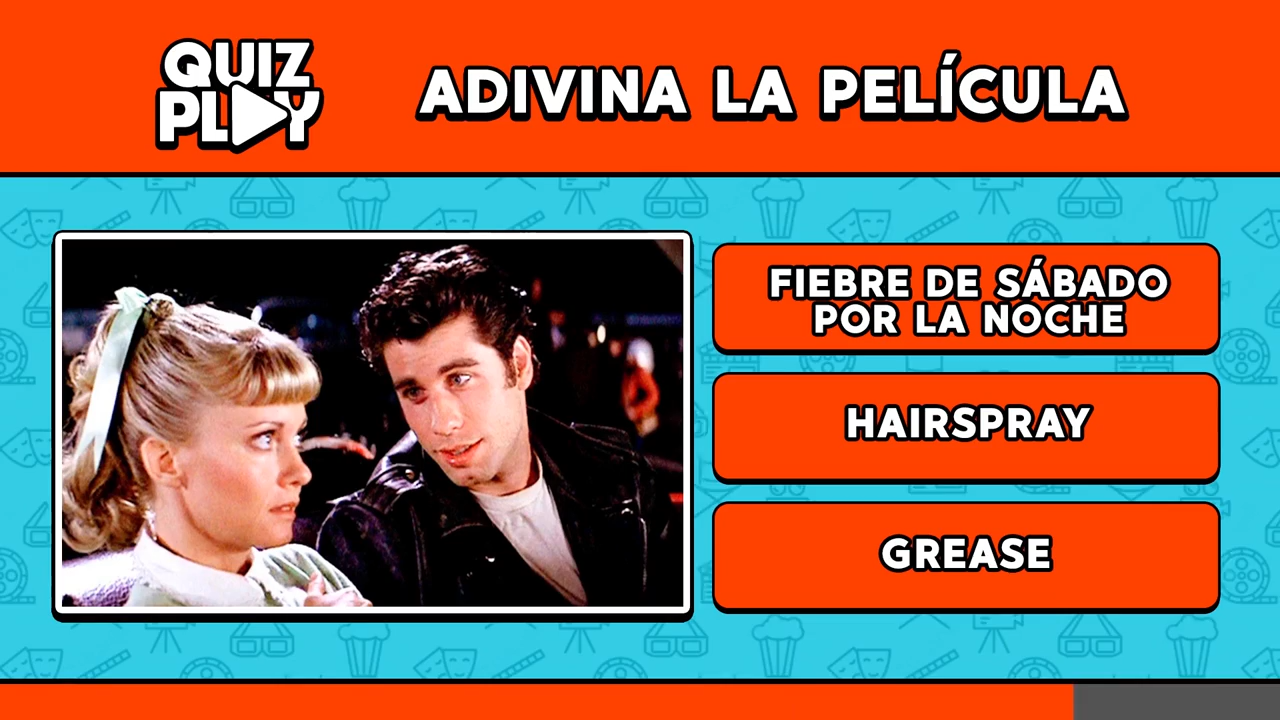 QUIZ
PLAY
ADIVINA LA PELÍCULA
FIEBRE DE SÁBADO
POR LA NOCHE
HAIRSPRAY
GREASE